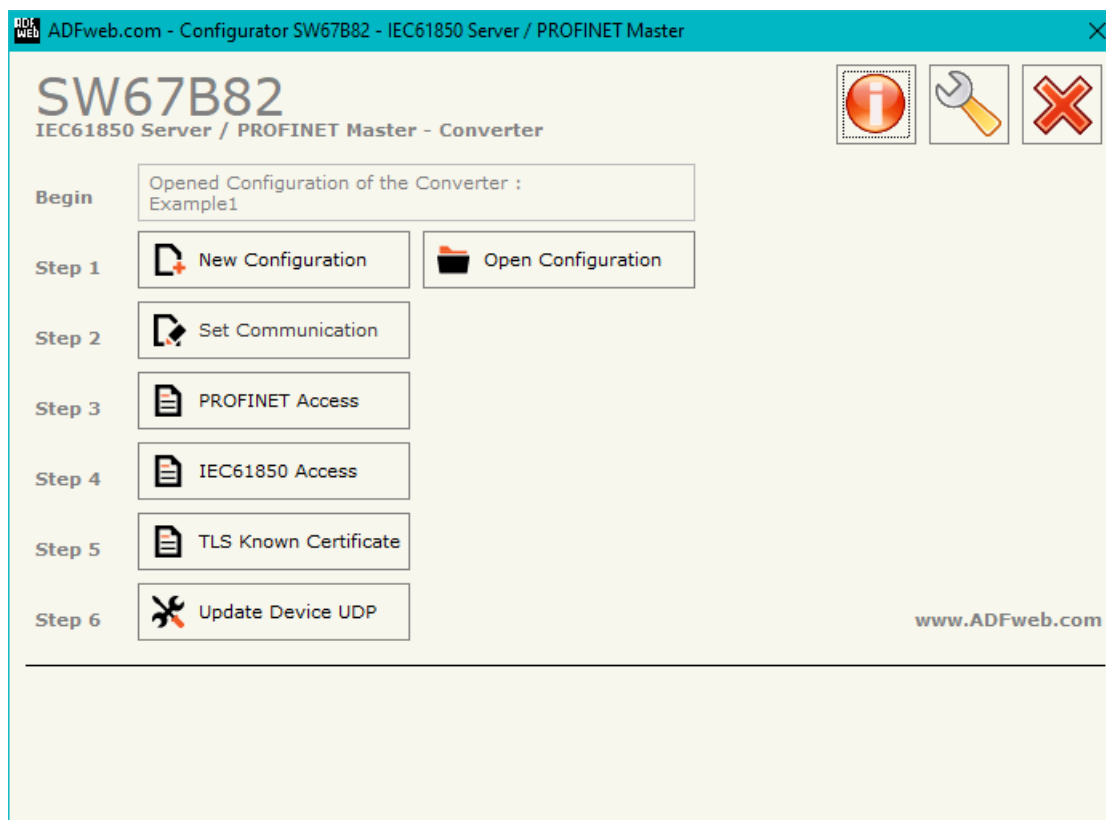 ADF
WEB
ADFweb.com - Configurator SW67B82 - IEC61850 Server / PROFINET Master
SW67B82
IEC61850 Server / PROFINET Master - Converter
Begin
Opened Configuration of the Converter :
Example1
Step 1
New Configuration
Open Configuration
Step 2
Set Communication
Step 3
PROFINET Access
Step 4
IEC61850 Access
Step 5
TLS Known Certificate
Step 6
Update Device UDP
www.ADFweb.com